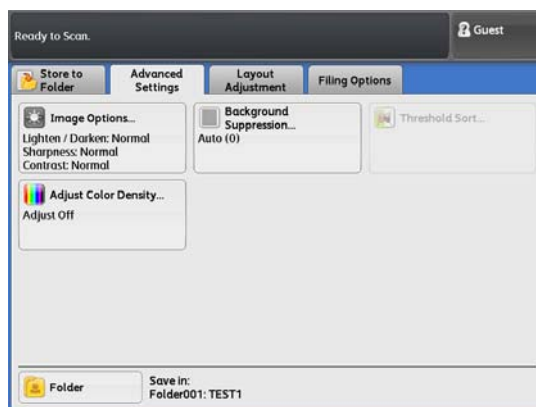 Ready to Scan.
Guest
Store to
Folder
Advanced
Settings
Layout
Adjustment
Filing Options
Image Options...
Lighten / Darken: Normal
Sharpness: Normal
Contrast: Normal
Background
Suppression...
Auto (0)
Threshold Sort...
Adjust Color Density...
Adjust Off
Folder
Save in:
Folder001: TEST1